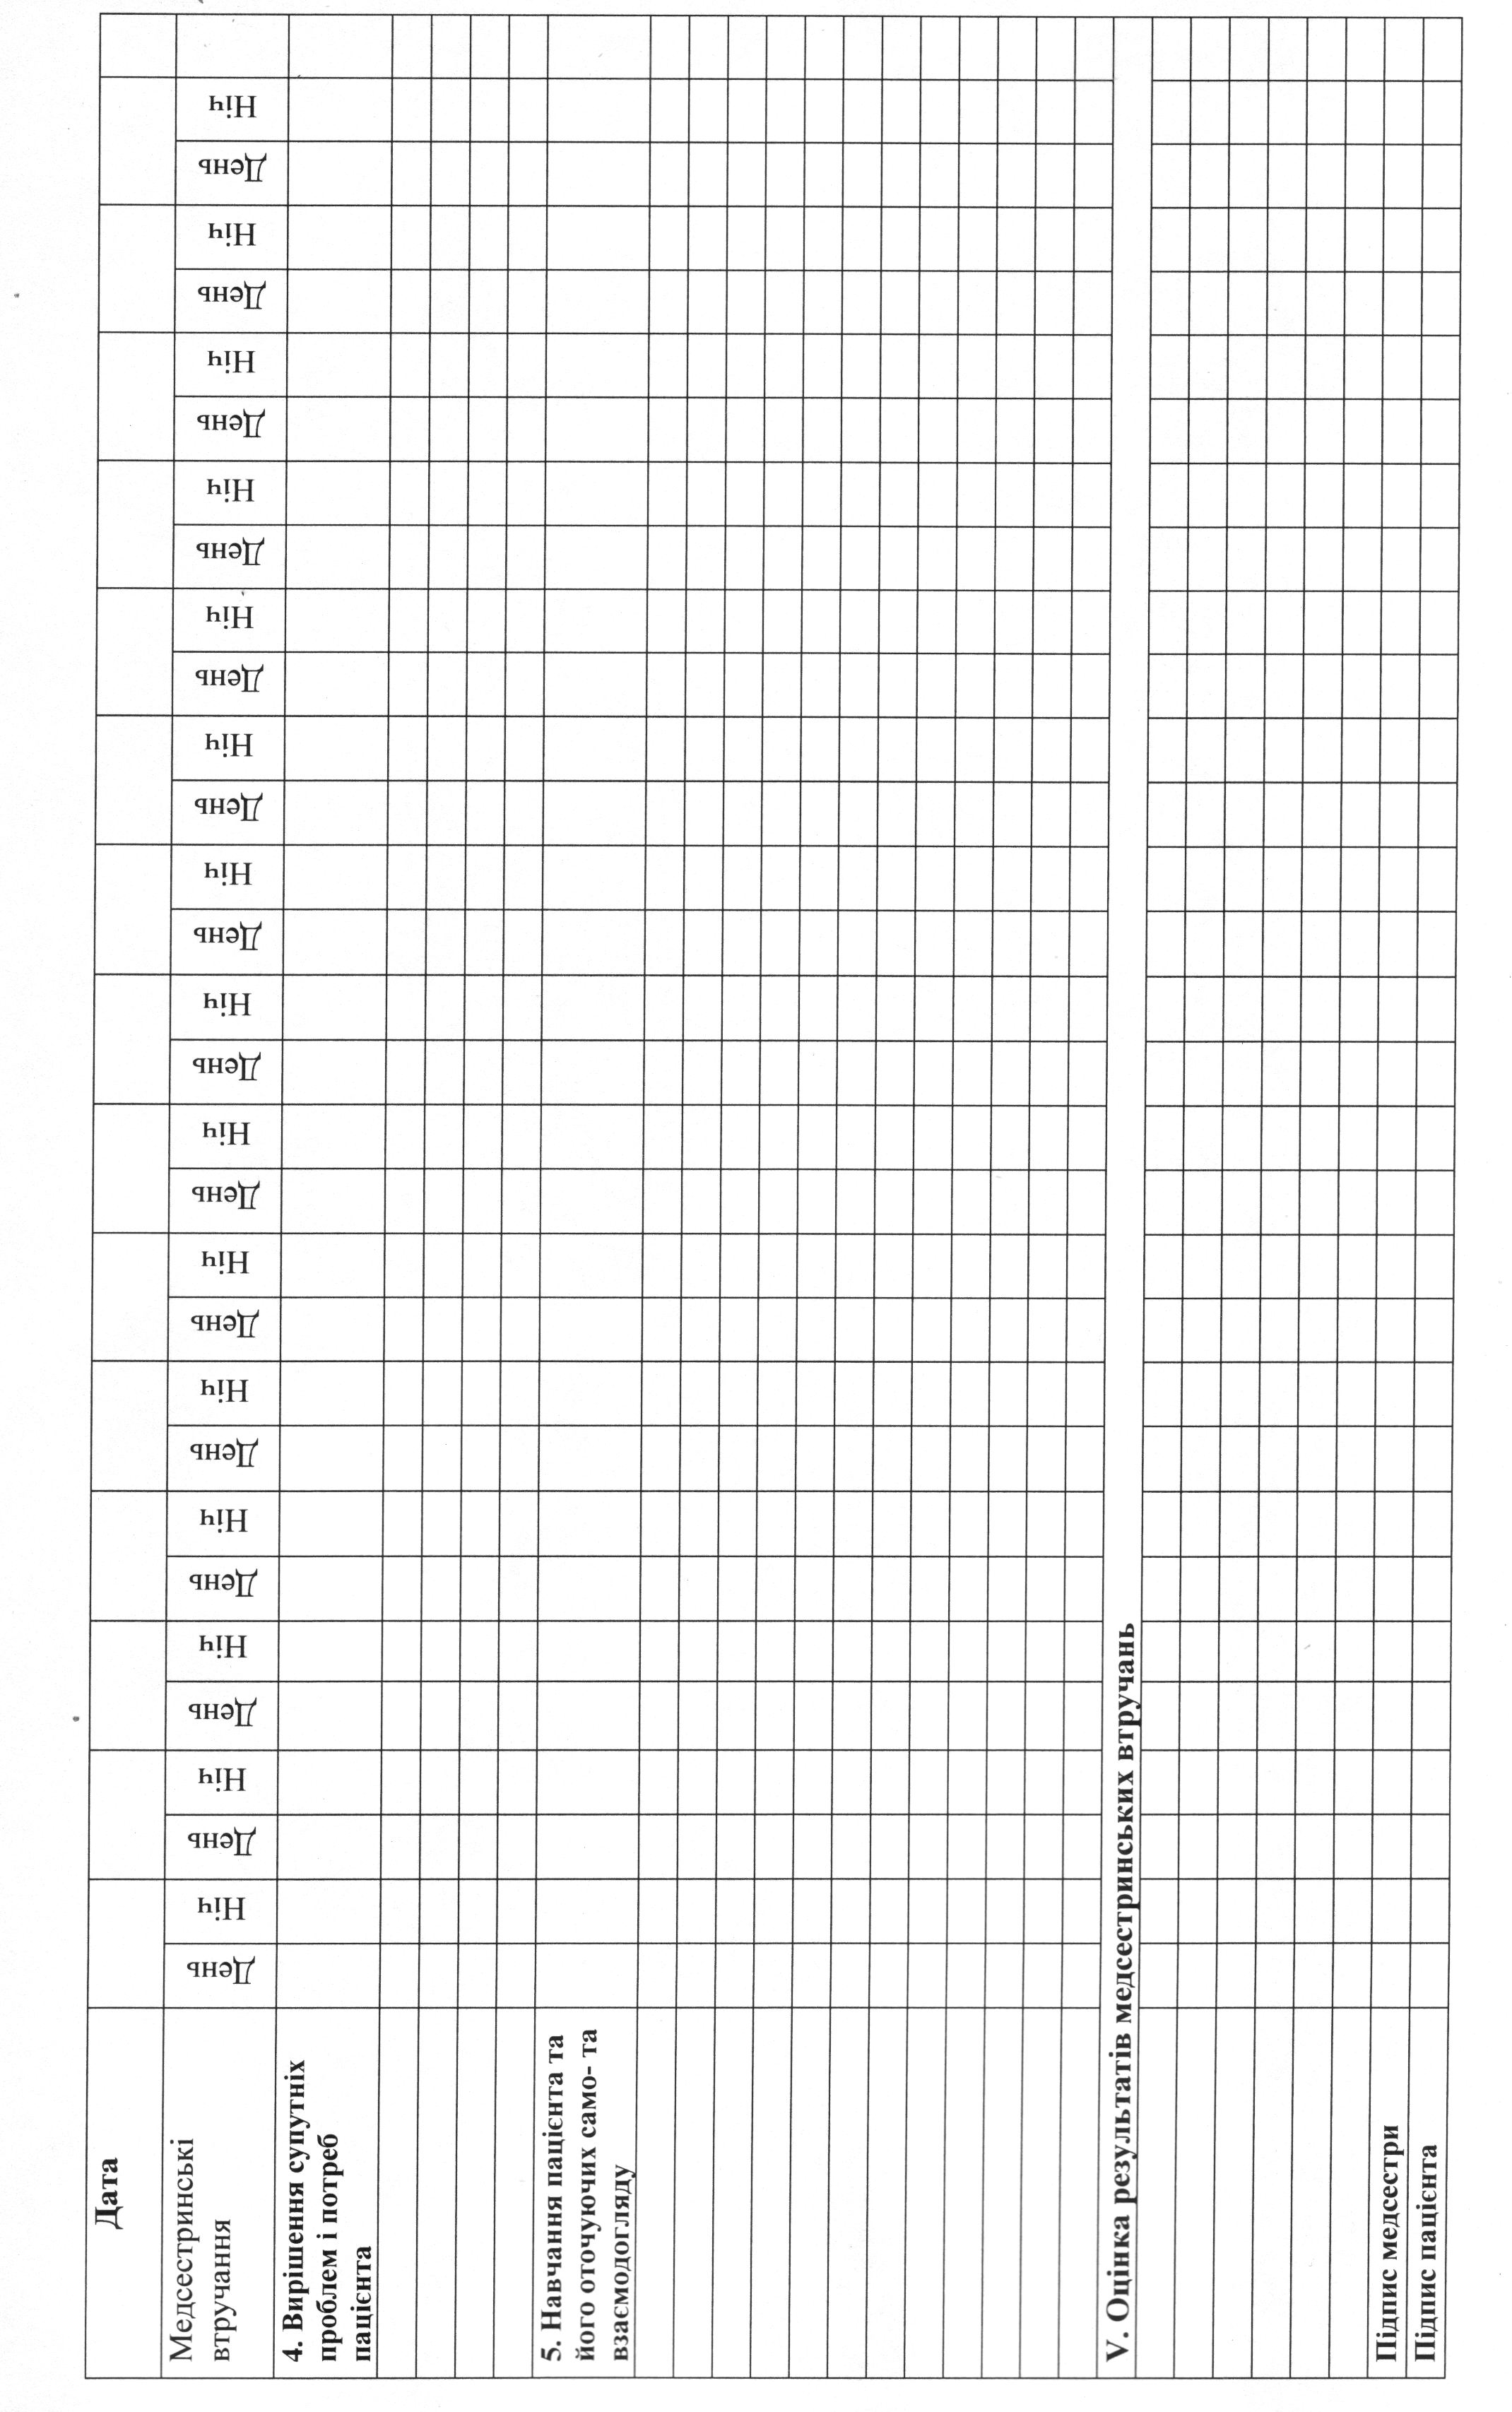 Дата
Медсестринські
втручання
День
Ніч
День
Ніч
День
Ніч
День
Ніч
День
Ніч
День
Ніч
День
Ніч
День
Ніч
День
Ніч
День
Ніч
День
Ніч
День
Ніч
День
Ніч
День
Ніч
День
Ніч
4. Вирішення супутніх
проблем і потреб
пацієнта
5. Навчання пацієнта та
його оточуючих само- та
взаємодогляду
V. Оцінка результатів медсестринських втручань
Підпис медсестри
Підпис пацієнта